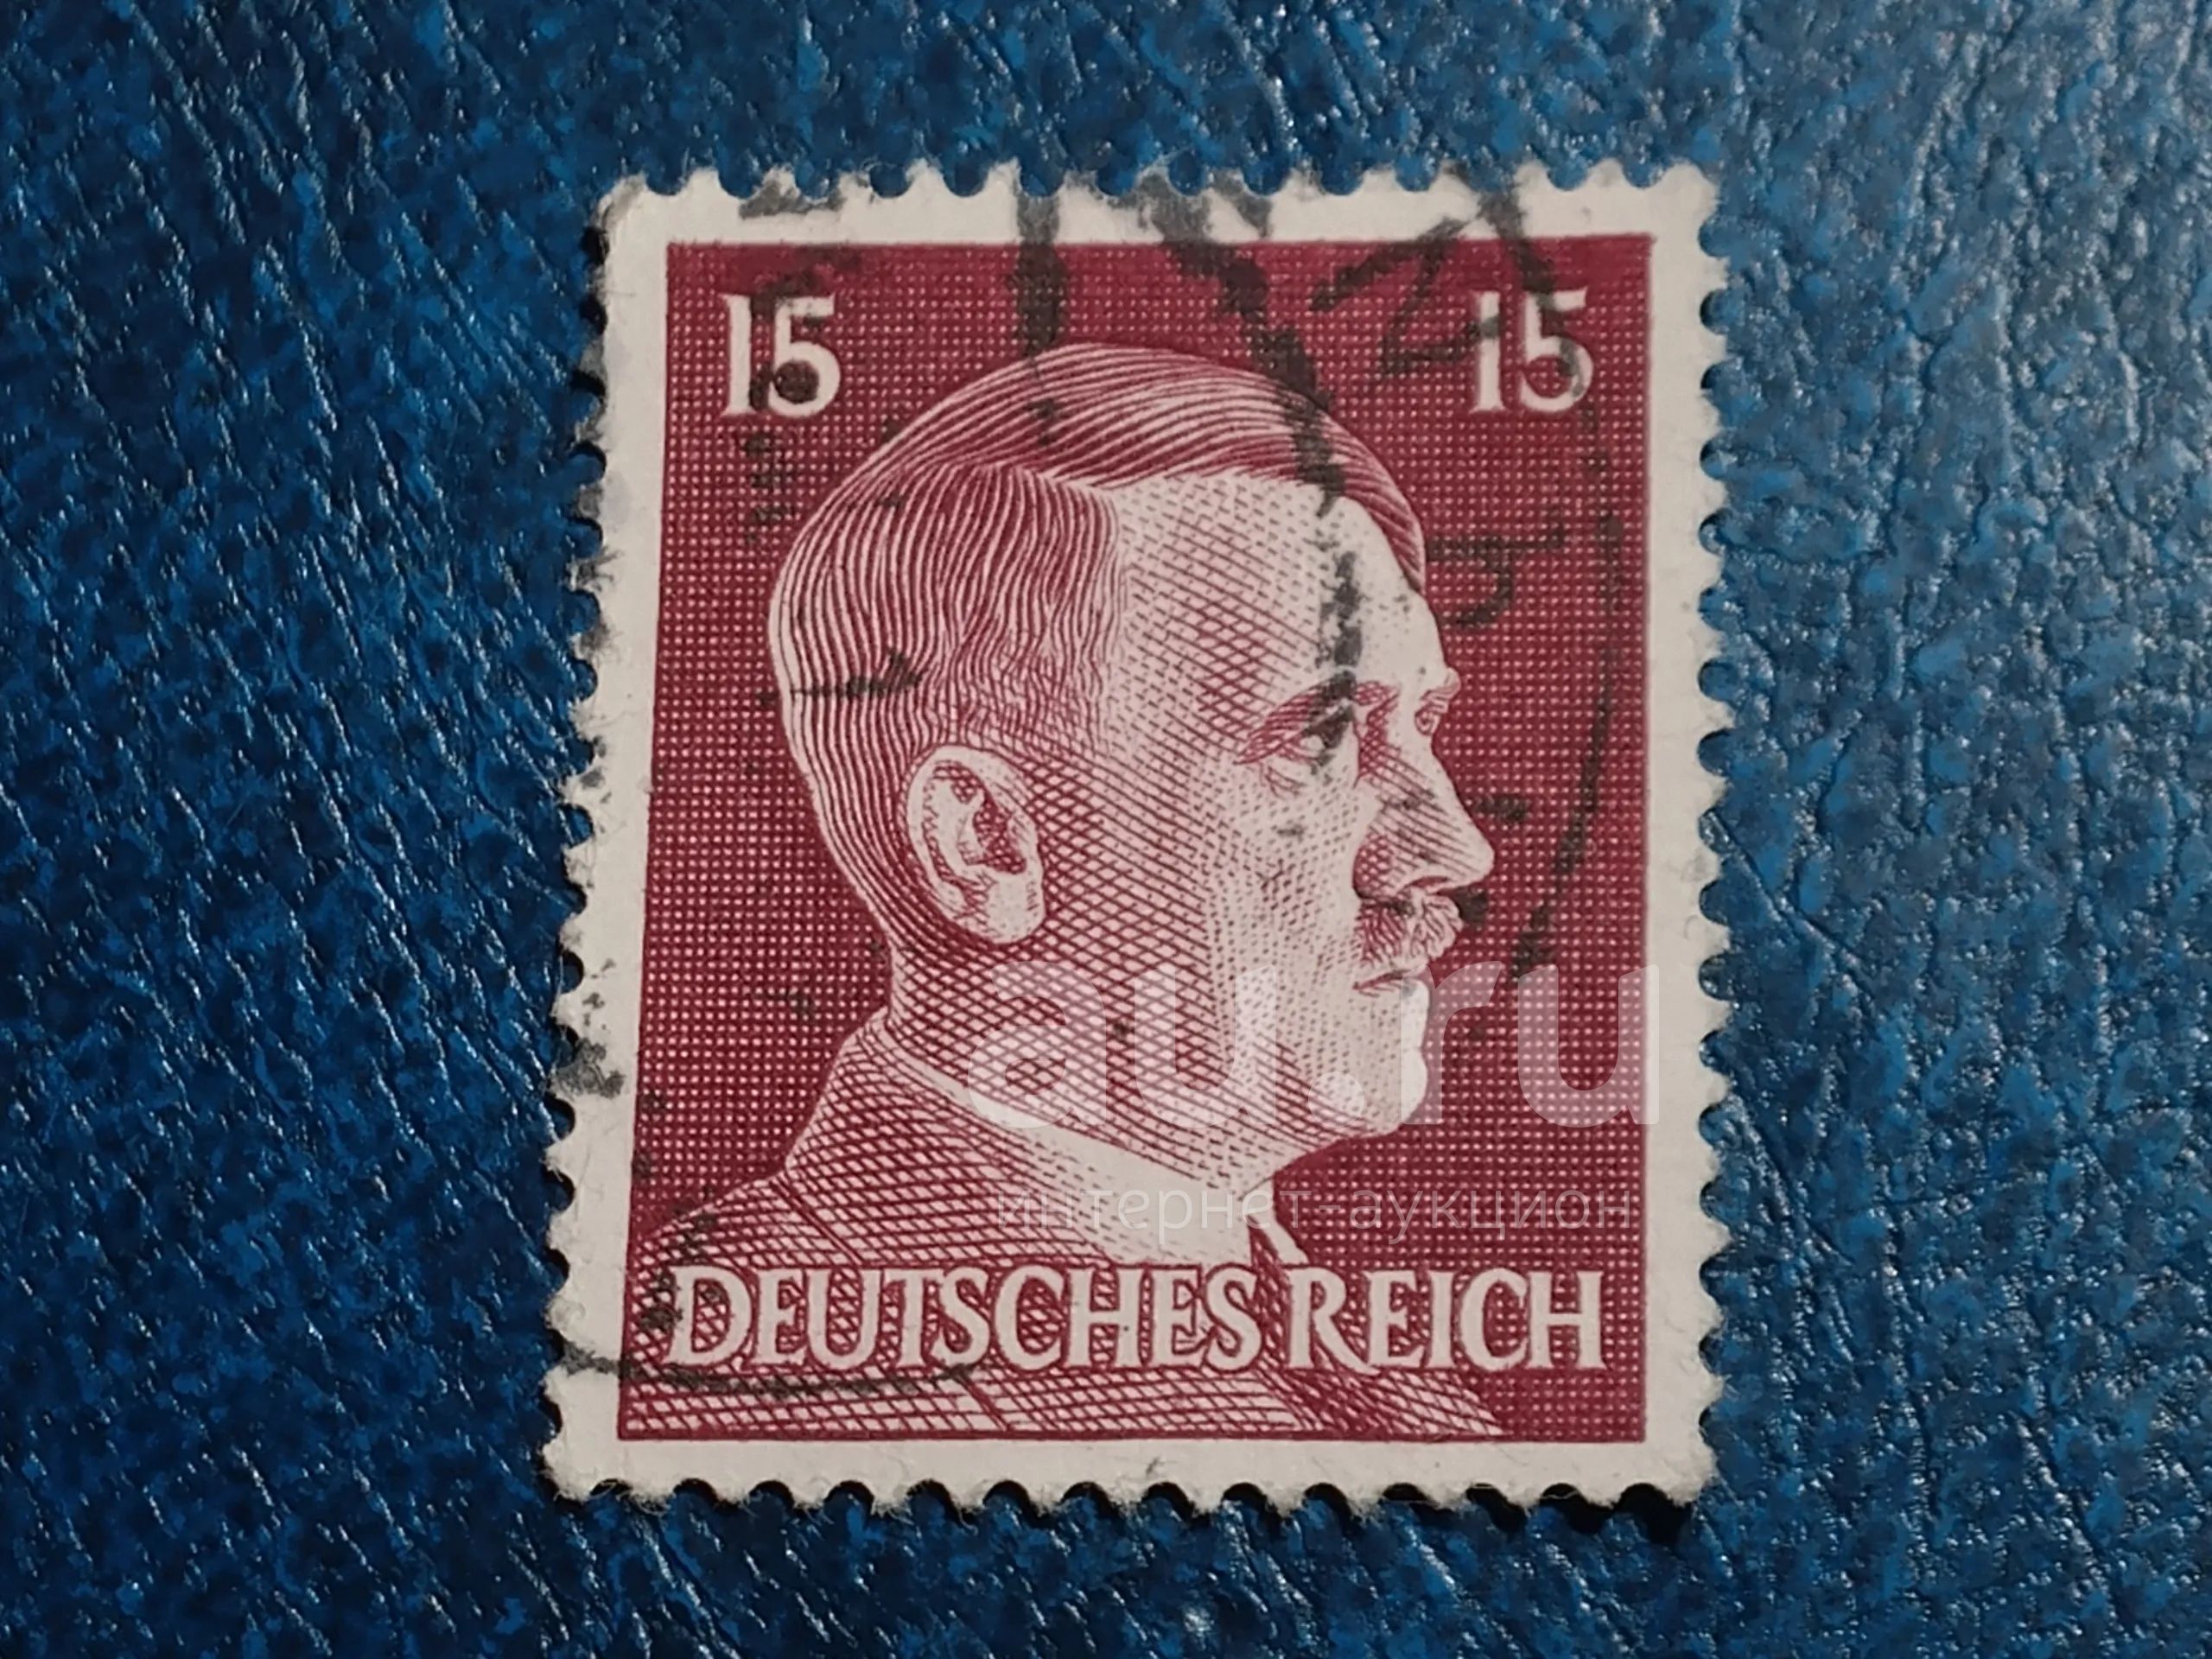 15 15
au.ru
интернет-аукцион
DEUTSCHES REICH